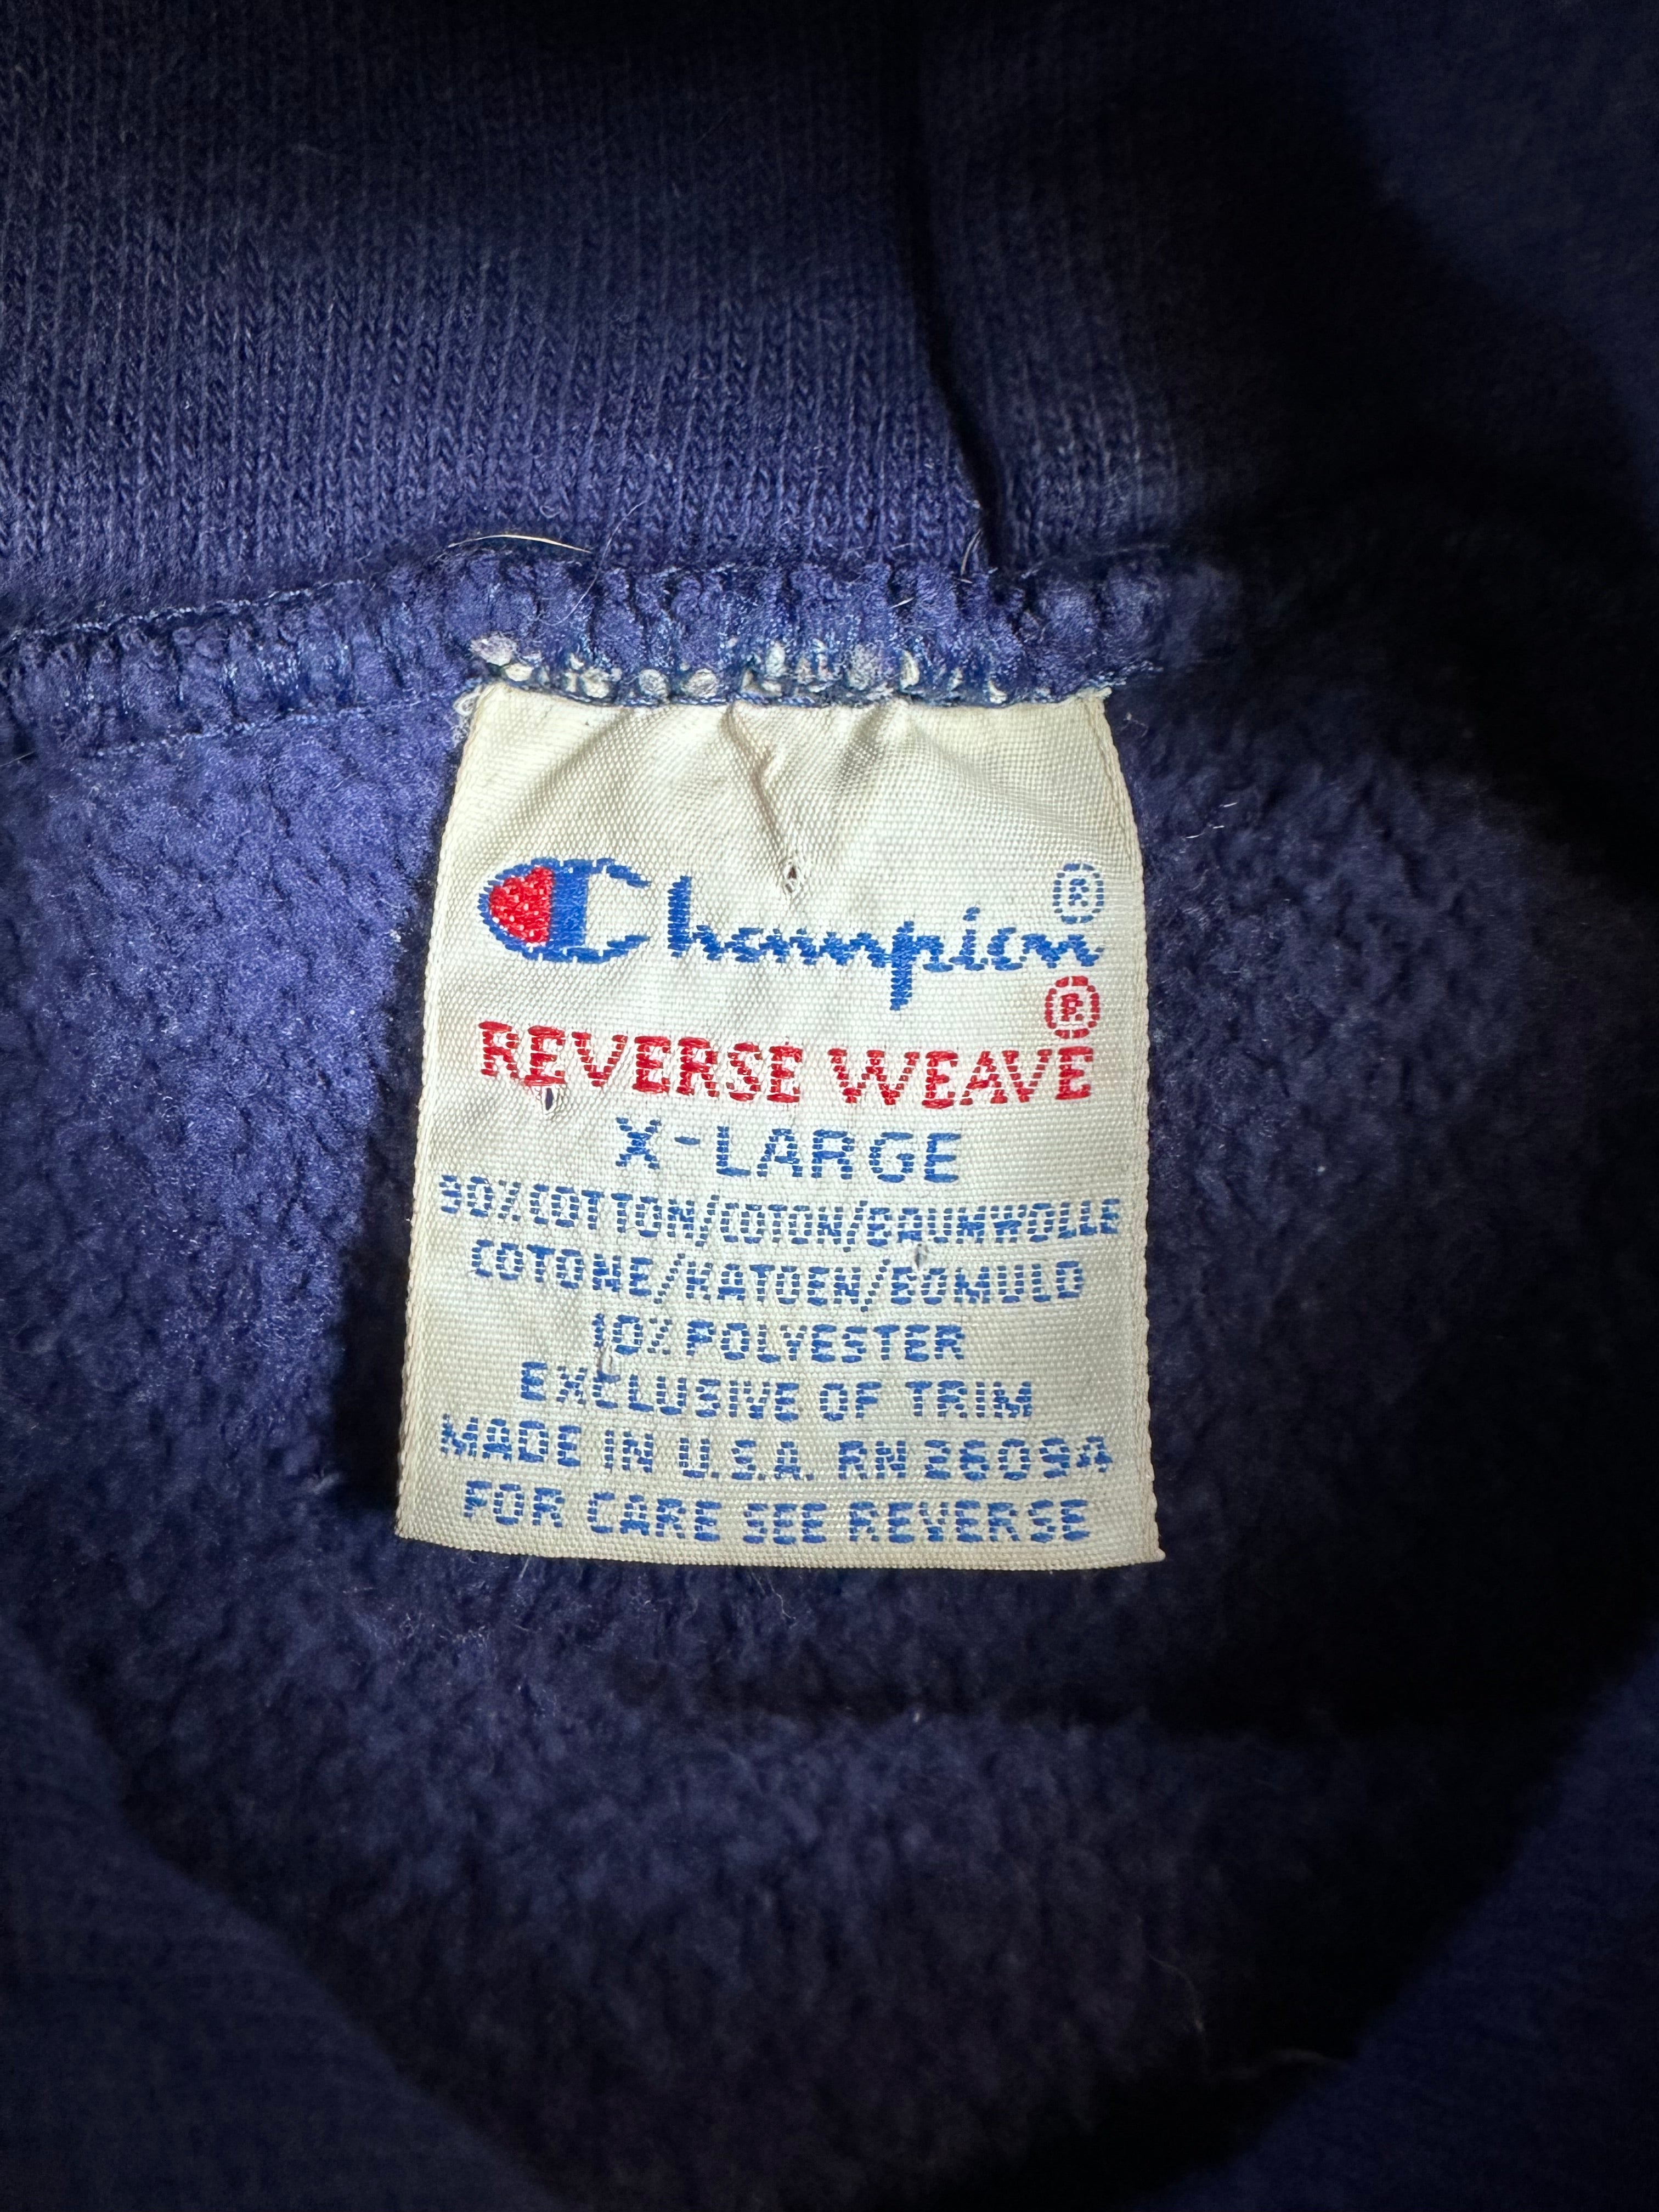 Champion®
REVERSE WEAVE®
X-LARGE
90% COTTON/COTON/BAUMWOLLE
COTONE/KATOEN/BOMULD
10% POLYESTER
EXCLUSIVE OF TRIM
MADE IN U.S.A. RN 26094
FOR CARE SEE REVERSE